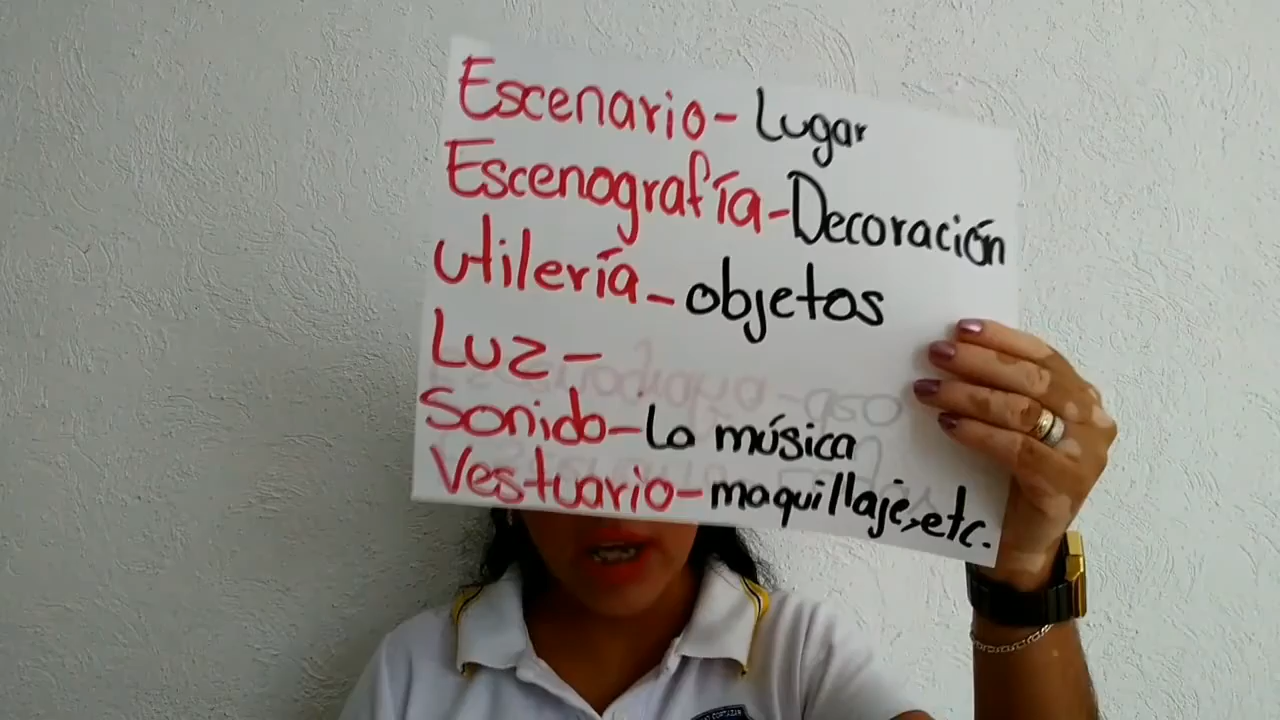 Escenario- Lugar
Escenografía-Decoración
Utilería-objetos
Luz-
Sonido-La música
Vestuario-maquillaje,etc.